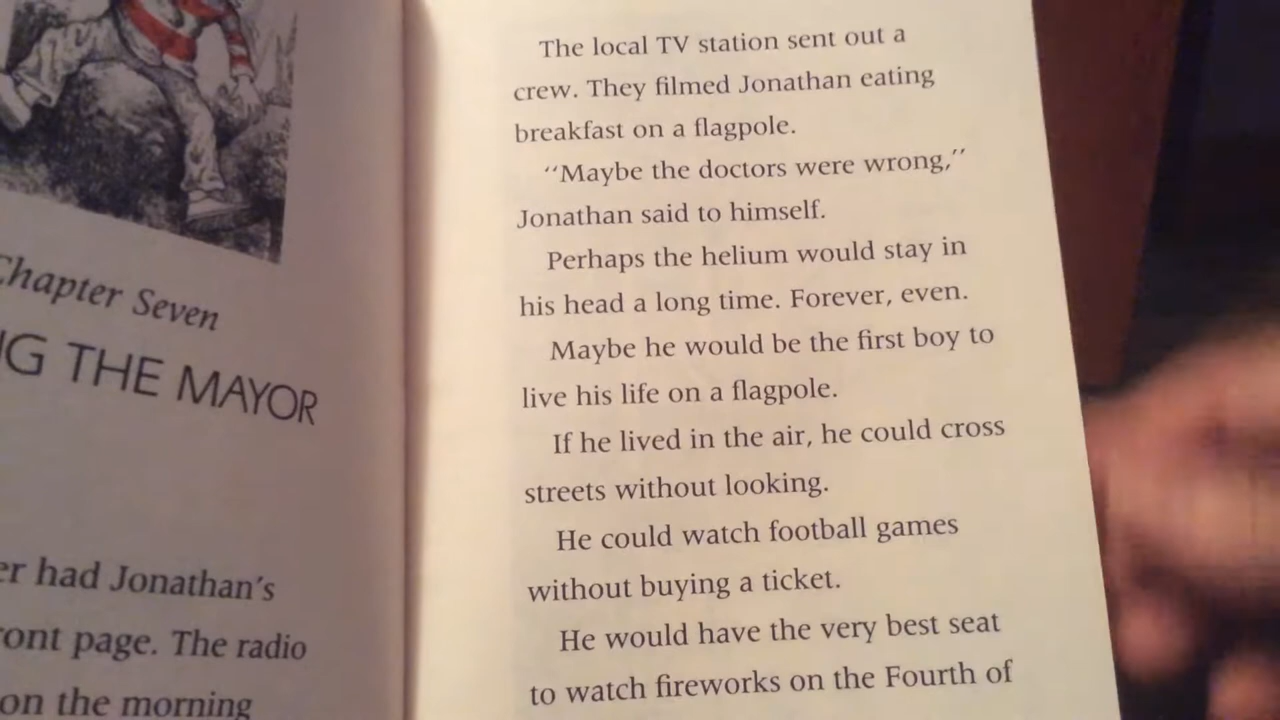 Chapter Seven
THE MAYOR
had Jonathan's
page. The radio
on the morning
The local TV station sent out a
crew. They filmed Jonathan eating
breakfast on a flagpole.
"Maybe the doctors were wrong,"
Jonathan said to himself.
Perhaps the helium would stay in
his head a long time. Forever, even.
Maybe he would be the first boy to
live his life on a flagpole.
If he lived in the air, he could cross
streets without looking.
He could watch football games
without buying a ticket.
He would have the very best seat
to watch fireworks on the Fourth of